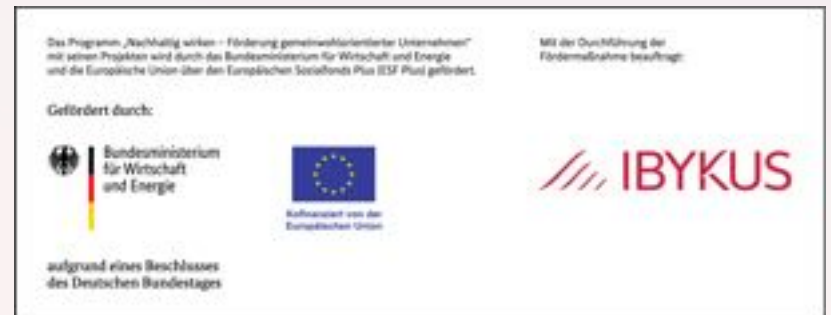 Das Programm „Nachhaltig wirken – Förderung gemeinwohlorientierter Unternehmen“
mit seinen Projekten wird durch das Bundesministerium für Wirtschaft und Energie
und die Europäische Union über den Europäischen Sozialfonds Plus (ESF Plus) gefördert.
Mit der Durchführung der
Fördermaßnahme beauftragt:
Gefördert durch:
Bundesministerium
für Wirtschaft
und Energie
Kofinanziert von der
Europäischen Union
IBYKUS
aufgrund eines Beschlusses
des Deutschen Bundestages